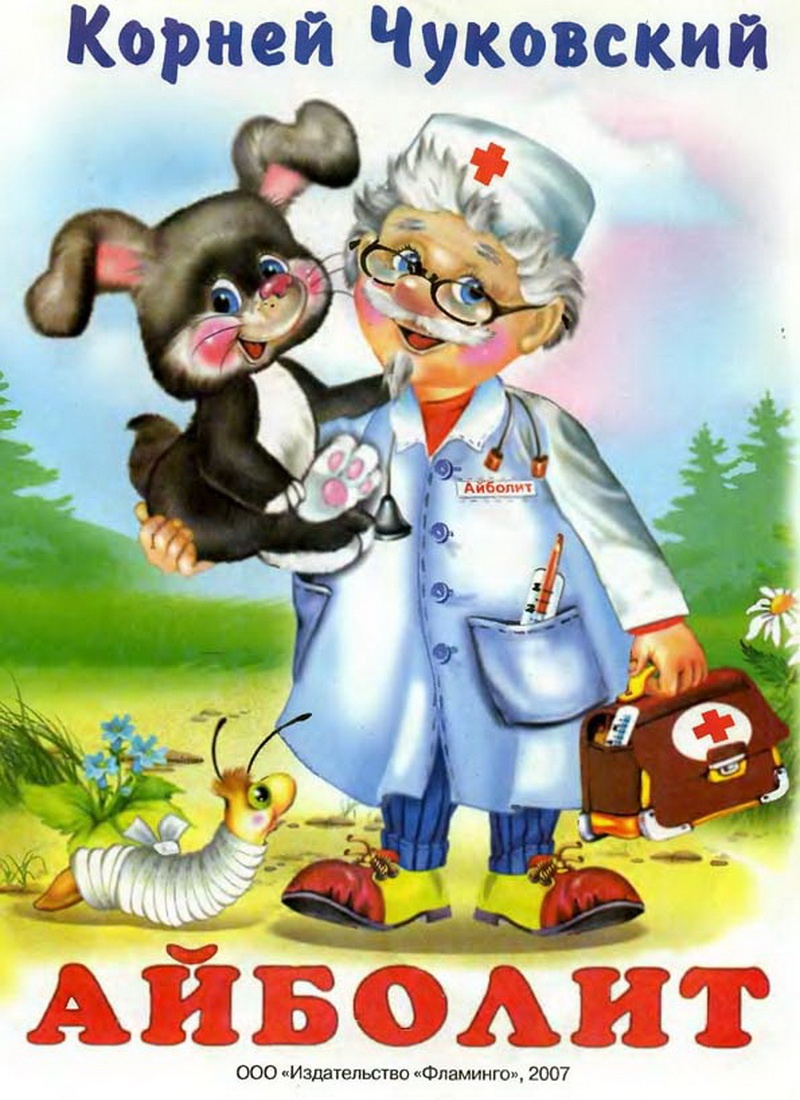 Корней Чуковский
Айболит
АЙБОЛИТ
ООО «Издательство «Фламинго», 2007